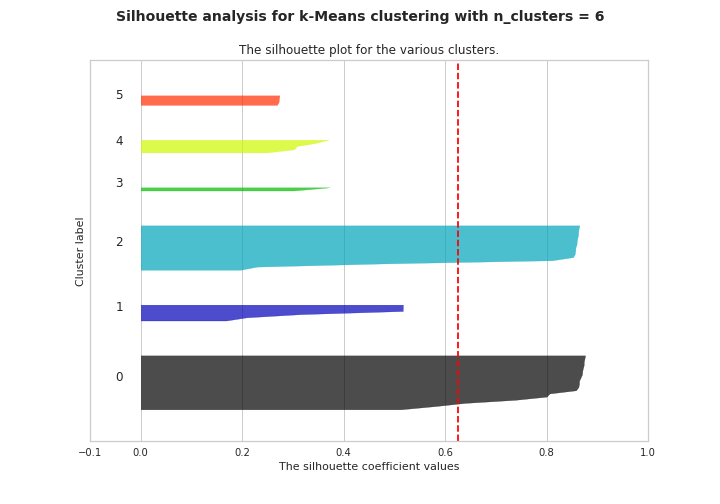 Silhouette analysis for k-Means clustering with n_clusters = 6
The silhouette plot for the various clusters.
5
4
3
2
1
0
Cluster label
−0.1 0.0 0.2 0.4 0.6 0.8 1.0
The silhouette coefficient values